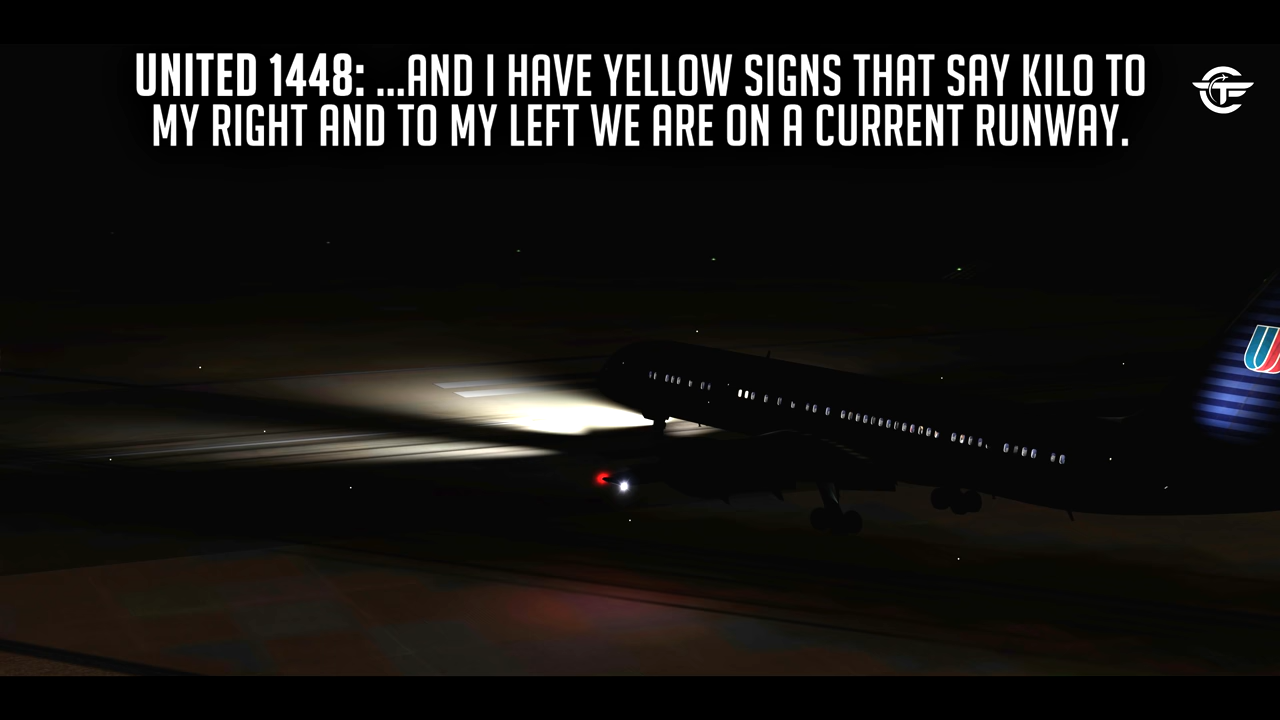 UNITED 1448: ...AND I HAVE YELLOW SIGNS THAT SAY KILO TO
MY RIGHT AND TO MY LEFT WE ARE ON A CURRENT RUNWAY.